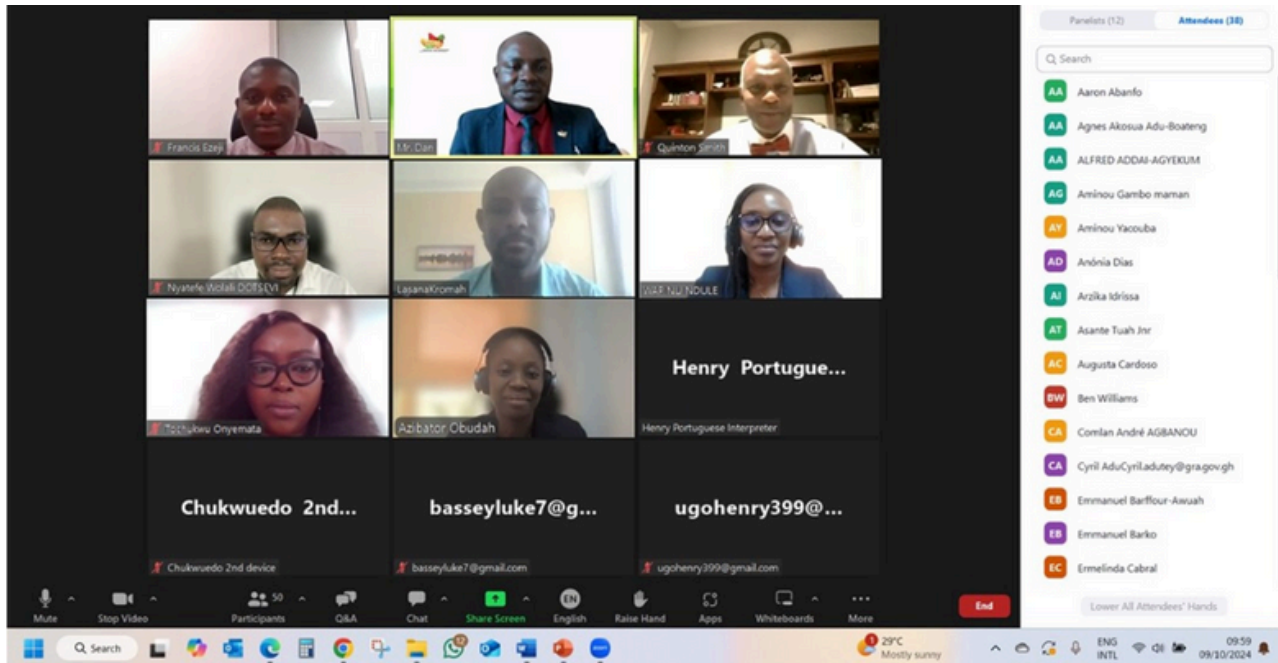 Francis Ezeji
Mr. Dan
Quinton Smith
Nyatefe Wolali DOTSEVI
LasanaKromah
WARINU NDULE
Tochukwu Onyemata
Azibator Obudah
Henry Portugue...
Henry Portuguese Interpreter
Chukwuedo 2nd...
Chukwuedo 2nd device
basseyluke7@g...
basseyluke7@gmail.com
ugohenry399@...
ugohenry399@gmail.com
Panelists (12)
Attendees (38)
Search
AA Aaron Abanfo
AA Agnes Akosua Adu-Boateng
AA ALFRED ADDAI-AGYEKUM
AG Aminou Gambo maman
AY Aminou Yacouba
AD Anónia Dias
AI Arzika Idrissa
AT Asante Tuah Jnr
AC Augusta Cardoso
BW Ben Williams
CA Comlan André AGBANOU
CA Cyril AduCyril.adutey@gra.gov.gh
EB Emmanuel Barffour-Awuah
EB Emmanuel Barko
EC Ermelinda Cabral
Lower All Attendees' Hands
Mute
Stop Video
50
Participants
Q&A
Chat
Share Screen
EN
English
Raise Hand
Apps
Whiteboards
More
End
Search
29°C
Mostly sunny
ENG
INTL
09:59
09/10/2024